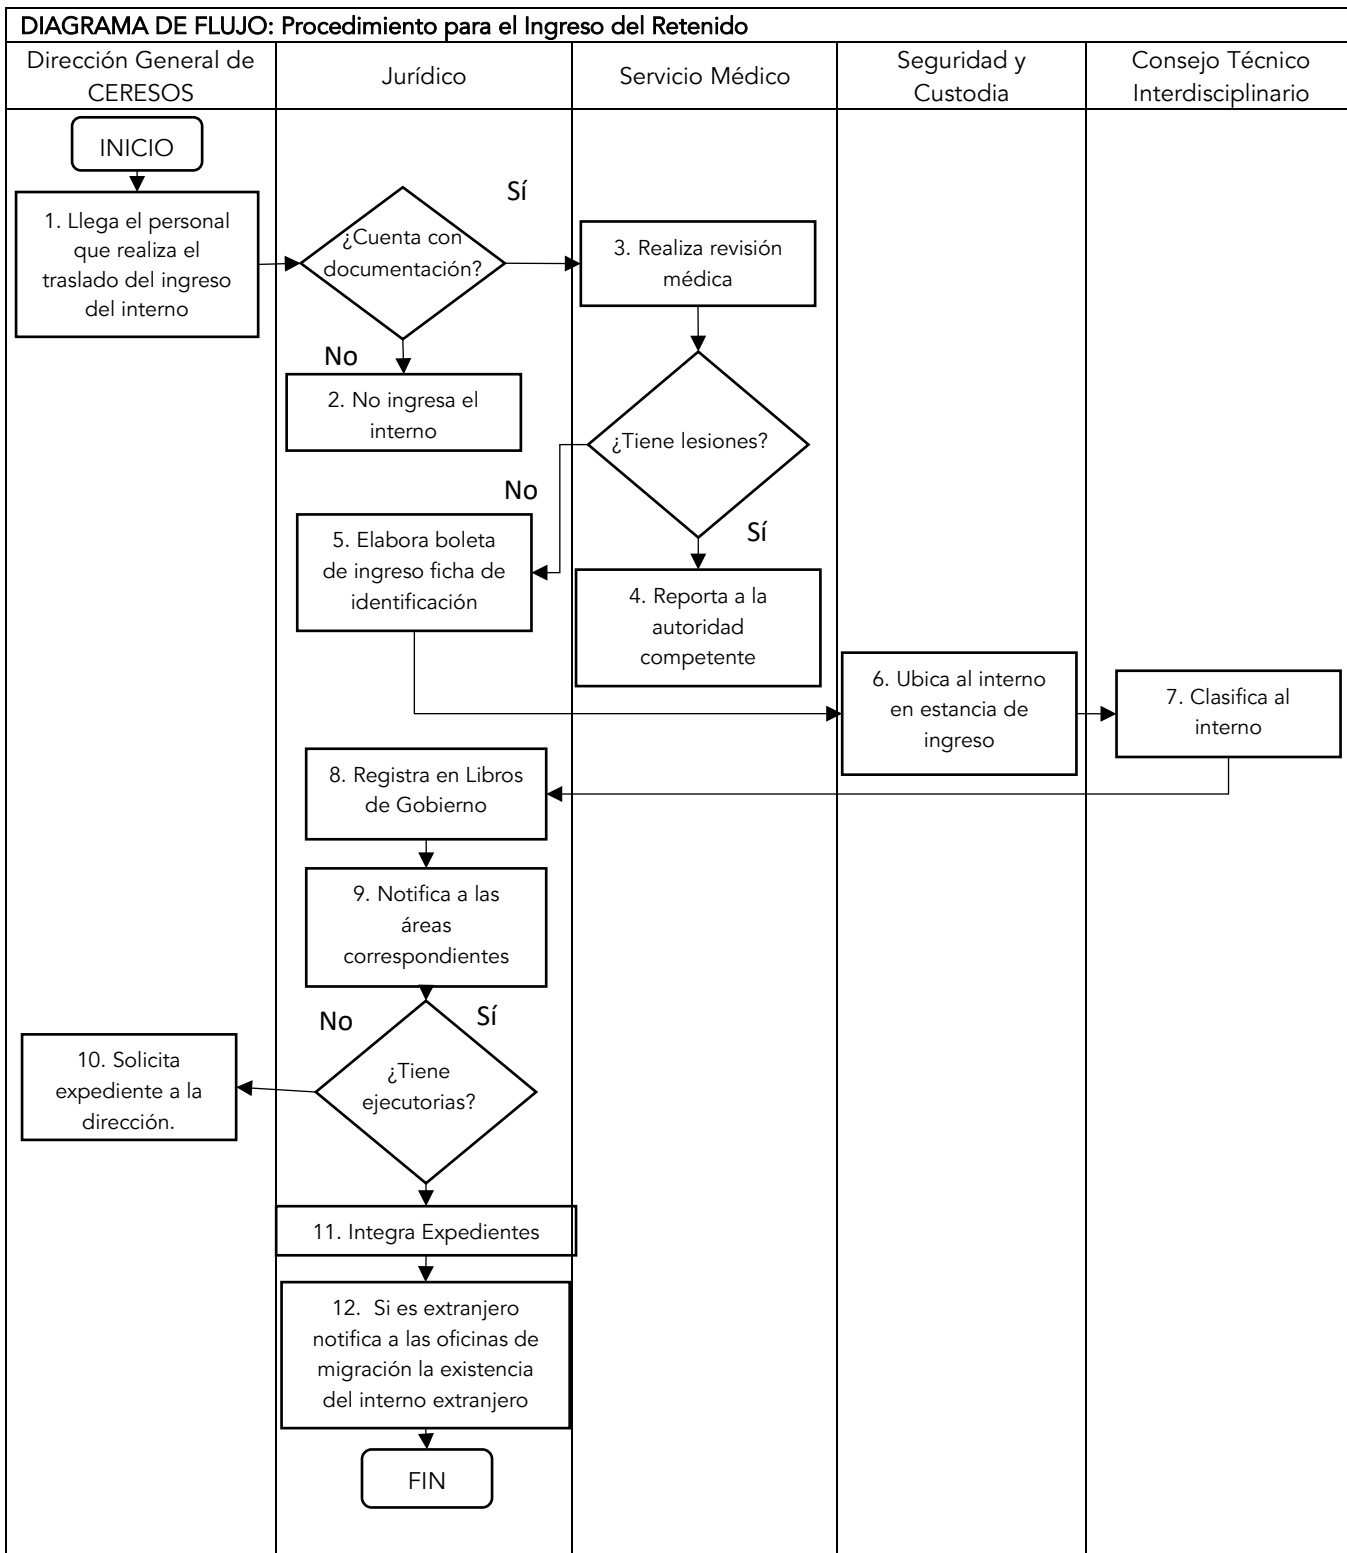 DIAGRAMA DE FLUJO: Procedimiento para el Ingreso del Retenido
Dirección General de
CERESOS
Jurídico
Servicio Médico
Seguridad y
Custodia
Consejo Técnico
Interdisciplinario
INICIO
1. Llega el personal
que realiza el
traslado del ingreso
del interno
¿Cuenta con
documentación?
Sí
No
2. No ingresa el
interno
3. Realiza revisión
médica
¿Tiene lesiones?
No
Sí
4. Reporta a la
autoridad
competente
5. Elabora boleta
de ingreso ficha de
identificación
6. Ubica al interno
en estancia de
ingreso
7. Clasifica al
interno
8. Registra en Libros
de Gobierno
9. Notifica a las
áreas
correspondientes
No
Sí
¿Tiene
ejecutorias?
10. Solicita
expediente a la
dirección.
11. Integra Expedientes
12. Si es extranjero
notifica a las oficinas de
migración la existencia
del interno extranjero
FIN